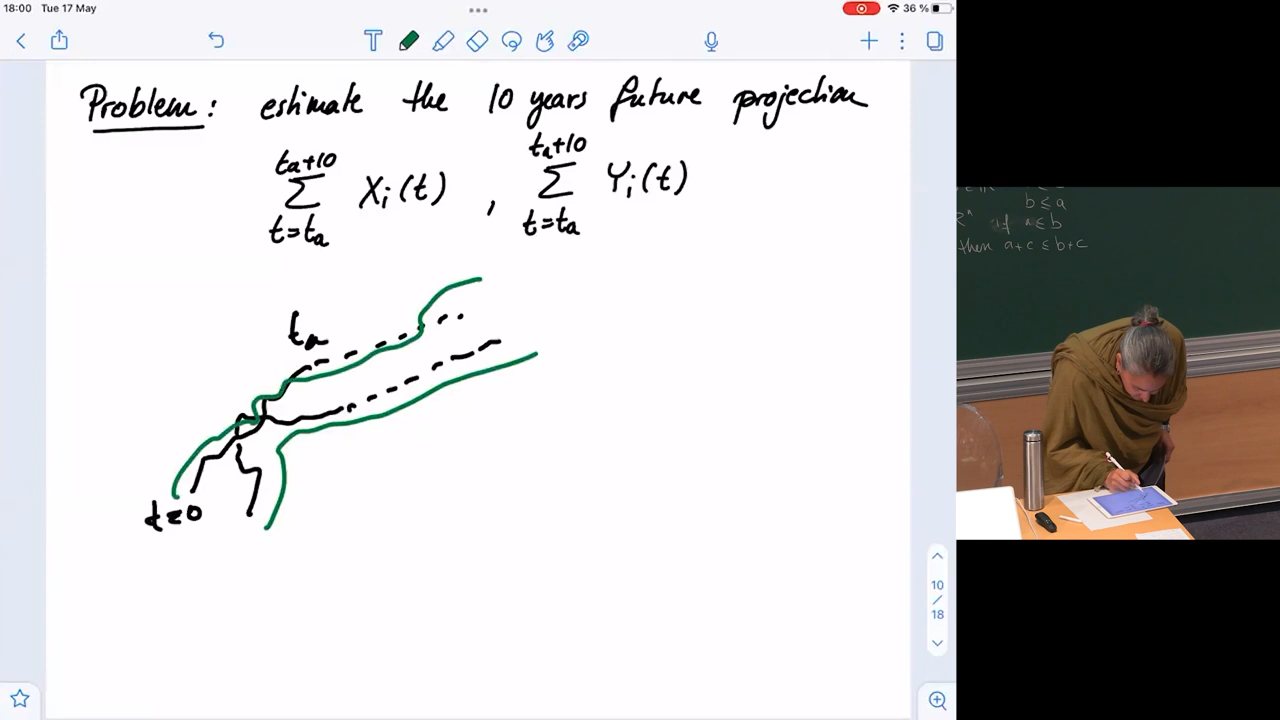 18:00 Tue 17 May
36 %
Problem: estimate the 10 years future projection
ta+10
∑ Xi(t)
t=ta
,
ta+10
∑ Yi(t)
t=ta
ta
t=0
10
/
18
b ≤ a
if a ≤ b
then a+c ≤ b+c